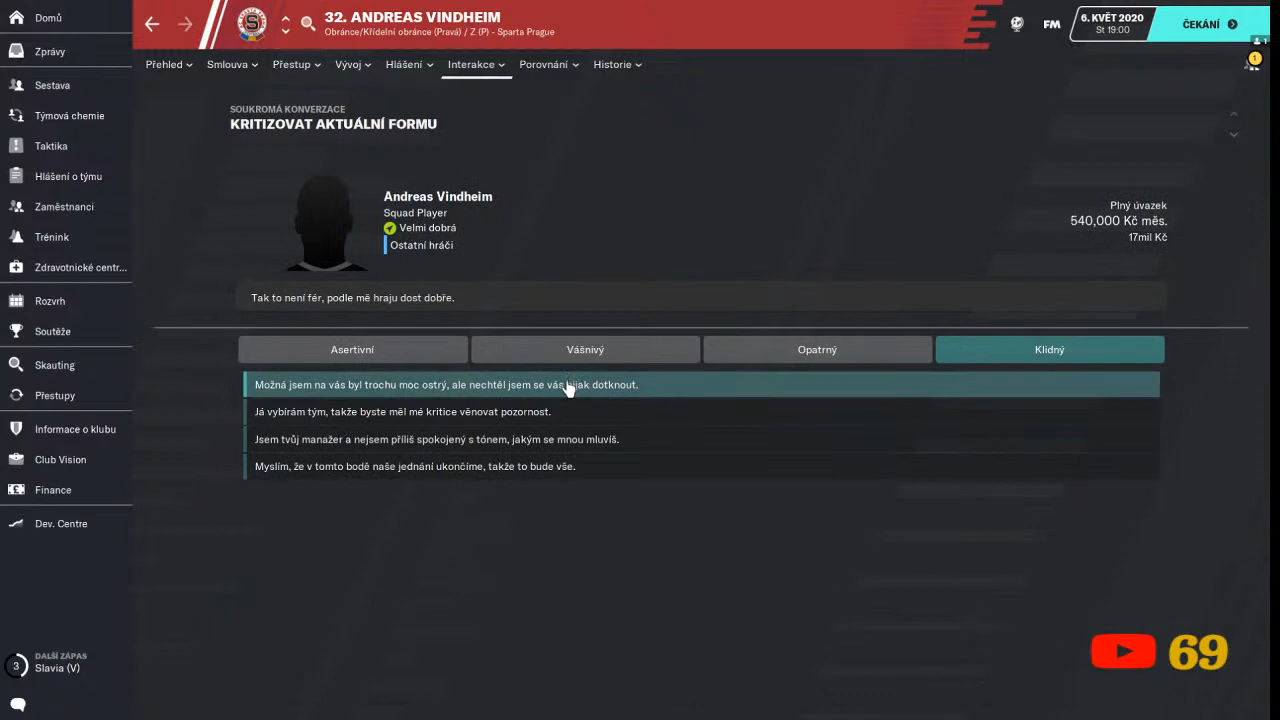 Domů
Zprávy
Sestava
Týmová chemie
Taktika
Hlášení o týmu
Zaměstnanci
Trénink
Zdravotnické centr...
Rozvrh
Soutěže
Skauting
Přestupy
Informace o klubu
Club Vision
Finance
Dev. Centre
3
DALŠÍ ZÁPAS
Slavia (V)
32. ANDREAS VINDHEIM
Obránce/Křídelní obránce (Pravá) / Z (P) - Sparta Prague
FM
6. KVĚT 2020
St 19:00
ČEKÁNÍ
1
1
Přehled
Smlouva
Přestup
Vývoj
Hlášení
Interakce
Porovnání
Historie
SOUKROMÁ KONVERZACE
KRITIZOVAT AKTUÁLNÍ FORMU
Andreas Vindheim
Squad Player
Velmi dobrá
Ostatní hráči
Plný úvazek
540,000 Kč měs.
17mil Kč
Tak to není fér, podle mě hraju dost dobře.
Asertivní
Vášnivý
Opatrný
Klidný
Možná jsem na vás byl trochu moc ostrý, ale nechtěl jsem se vás nijak dotknout.
Já vybírám tým, takže byste měl mé kritice věnovat pozornost.
Jsem tvůj manažer a nejsem příliš spokojený s tónem, jakým se mnou mluvíš.
Myslím, že v tomto bodě naše jednání ukončíme, takže to bude vše.
69